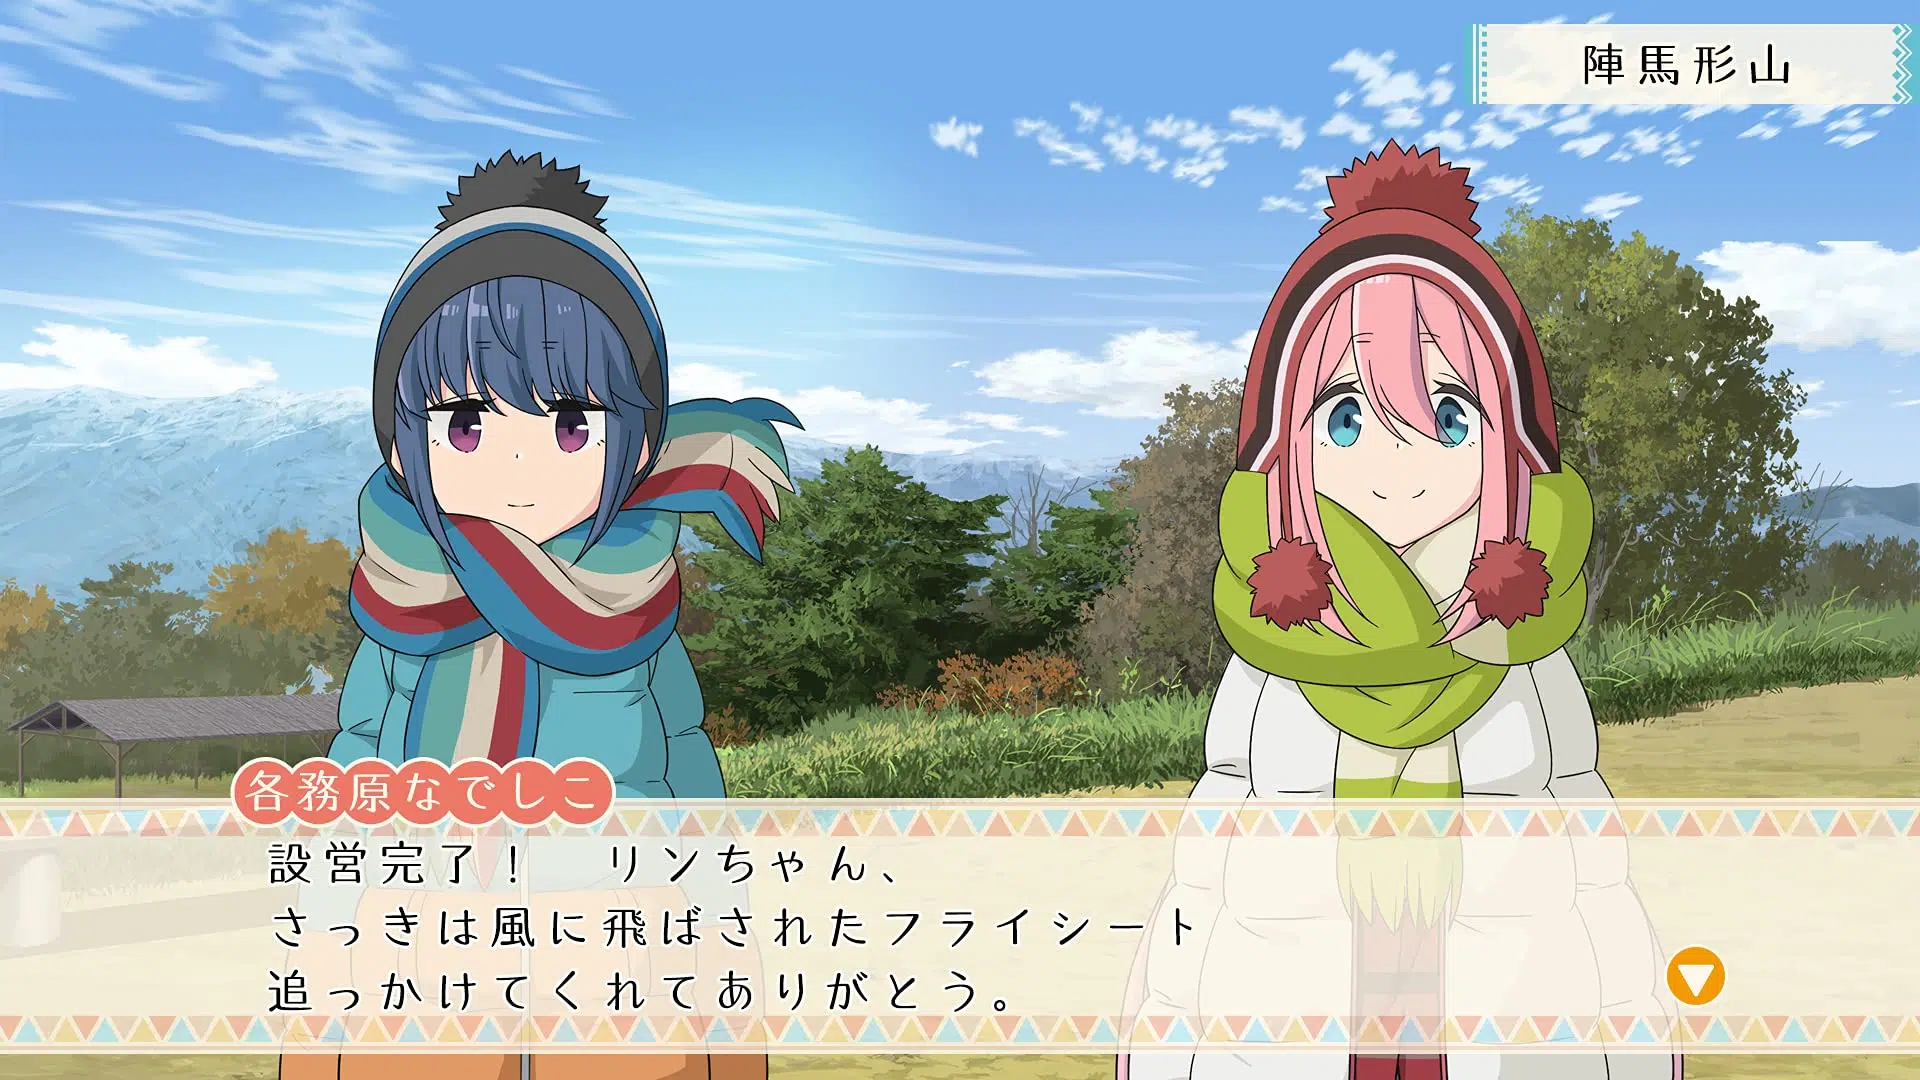 陣馬形山
各務原なでしこ
設営完了!　リンちゃん、
さっきは風に飛ばされたフライシート
追っかけてくれてありがとう。